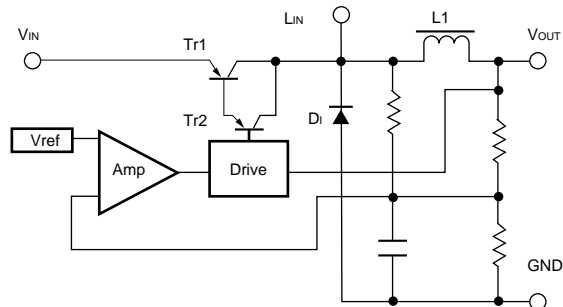 LIN
L1
VIN
VOUT
Tr1
Tr2
DI
Vref
Amp
Drive
GND